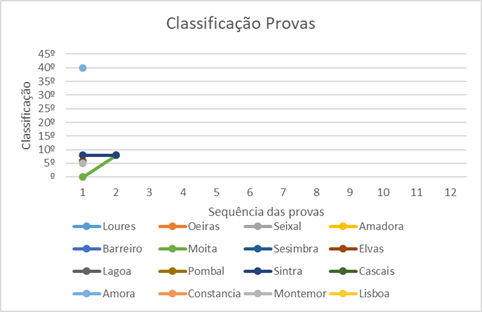 Classificação Provas
45º
40º
35º
30º
25º
20º
15º
10º
5º
º
Classificação
1 2 3 4 5 6 7 8 9 10 11 12
Sequência das provas
Loures Oeiras Seixal Amadora
Barreiro Moita Sesimbra Elvas
Lagoa Pombal Sintra Cascais
Amora Constancia Montemor Lisboa